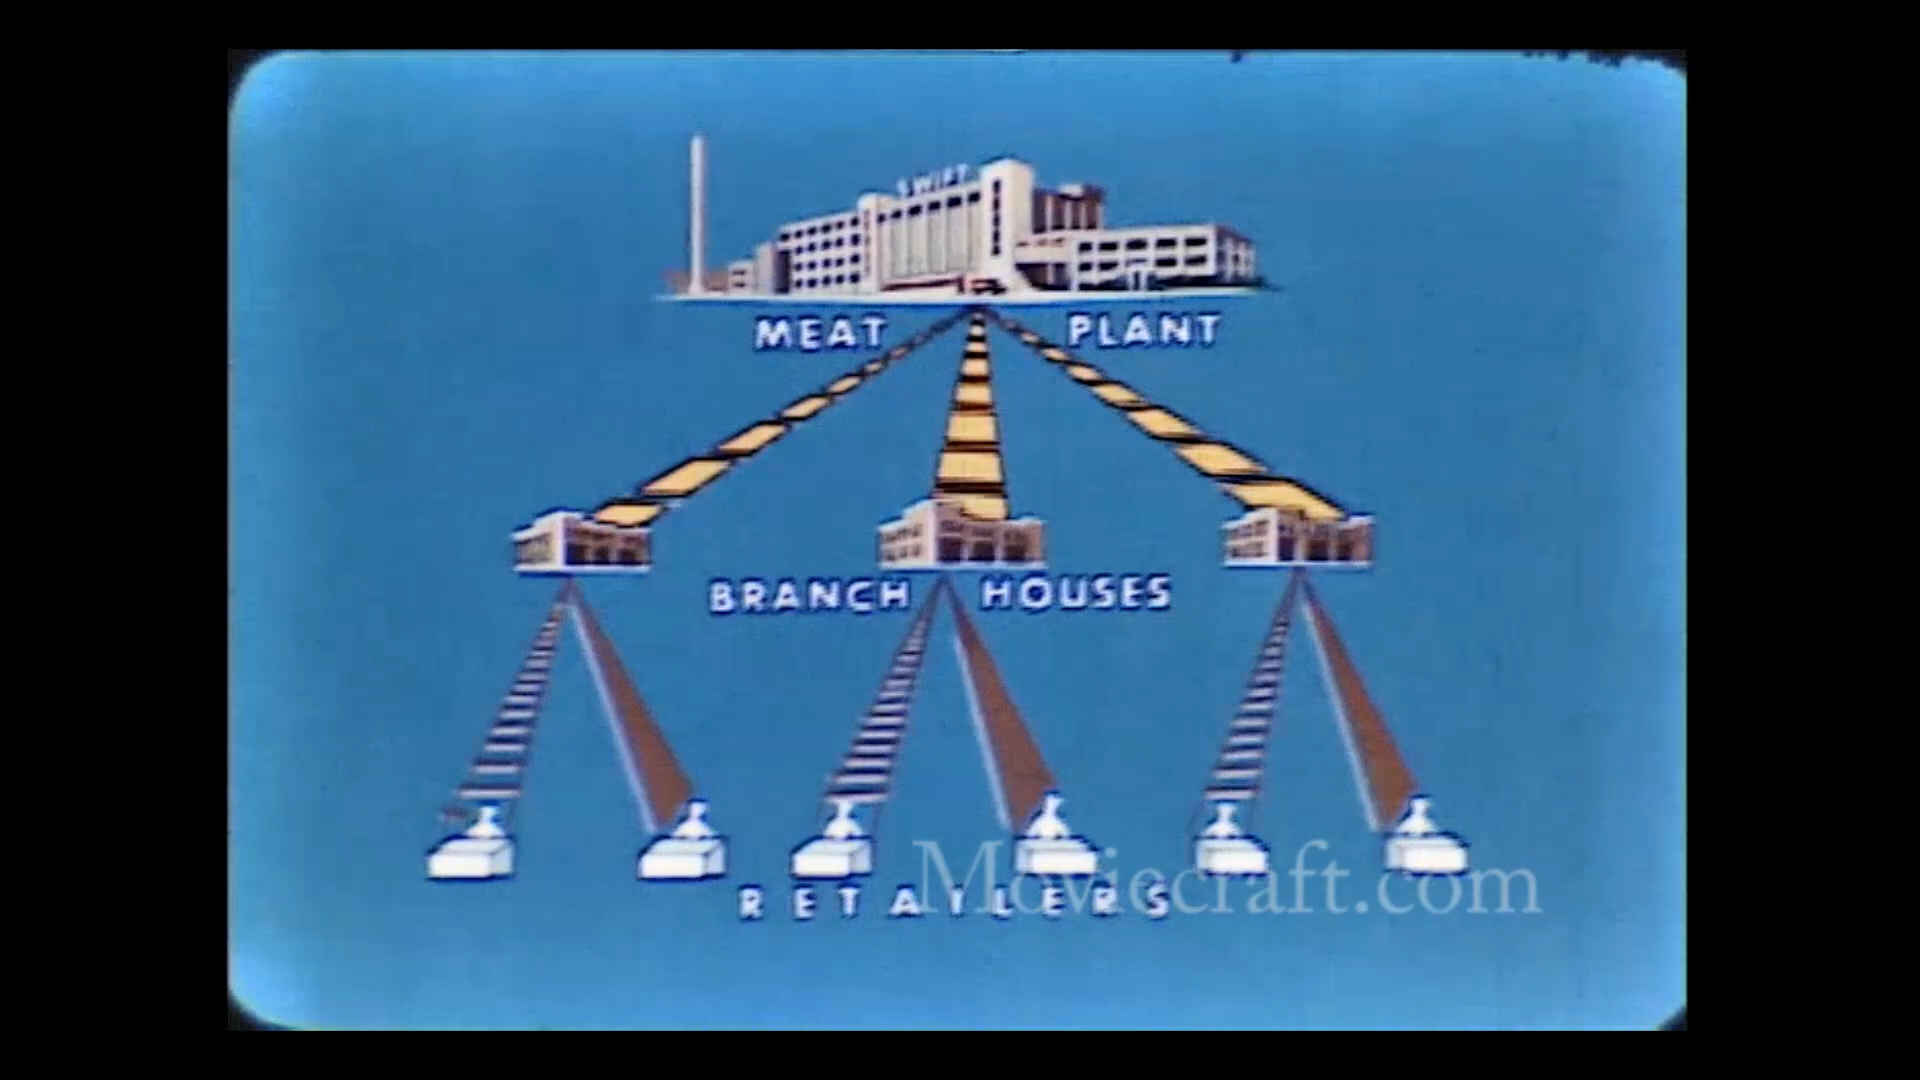 SWIFT
MEAT PLANT
BRANCH HOUSES
RETAILERS
Moviecraft.com